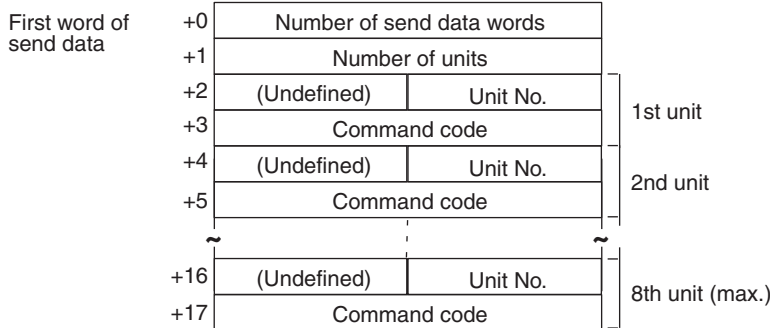 First word of
send data
+0 Number of send data words
+1 Number of units
+2 (Undefined) Unit No.
1st unit
+3 Command code
+4 (Undefined) Unit No.
2nd unit
+5 Command code
~ ~
+16 (Undefined) Unit No.
8th unit (max.)
+17 Command code